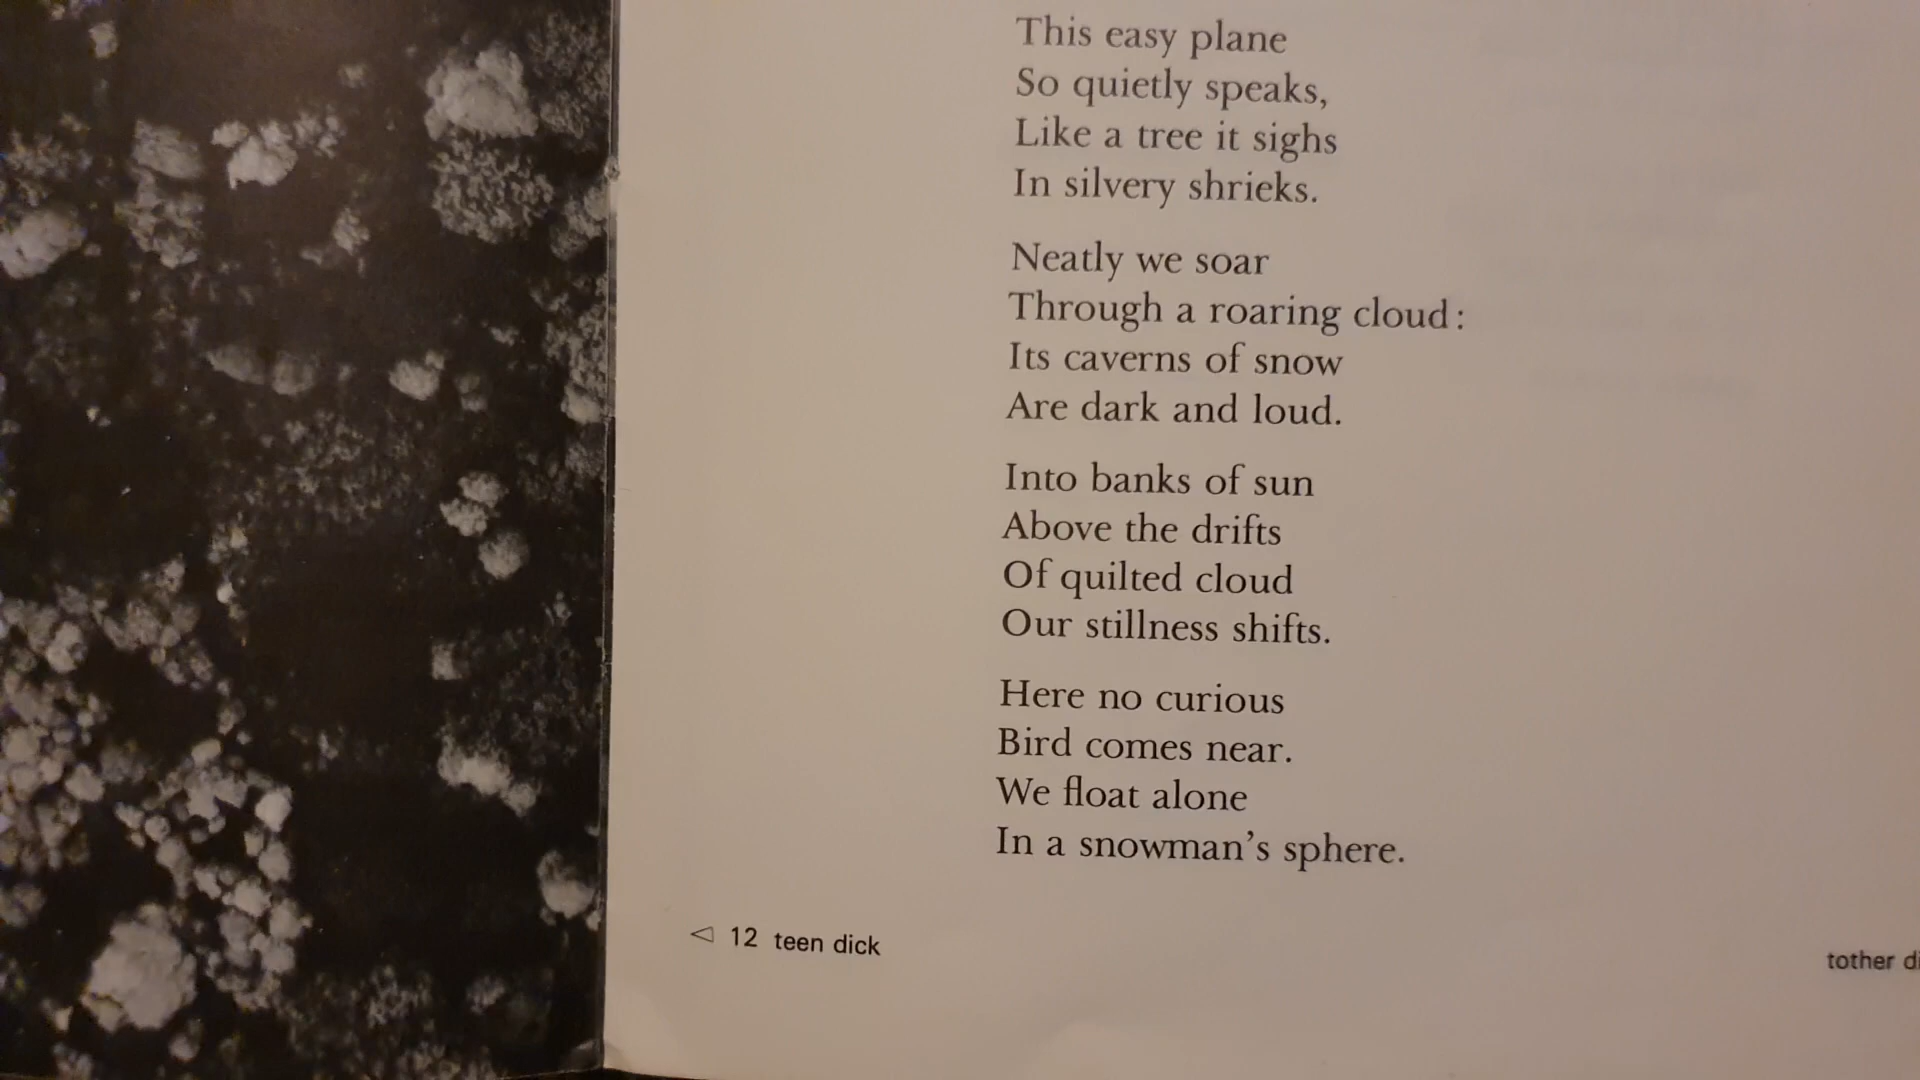 This easy plane
So quietly speaks,
Like a tree it sighs
In silvery shrieks.
Neatly we soar
Through a roaring cloud:
Its caverns of snow
Are dark and loud.
Into banks of sun
Above the drifts
Of quilted cloud
Our stillness shifts.
Here no curious
Bird comes near.
We float alone
In a snowman's sphere.
◁ 12 teen dick
tother